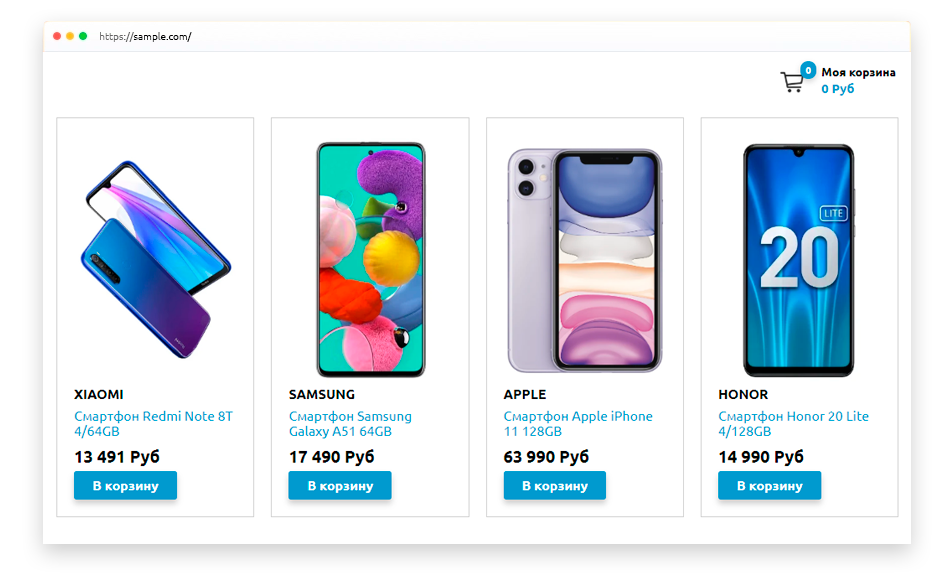 https://sample.com/
0
Моя корзина
0 Руб
LITE
20
XIAOMI
Смартфон Redmi Note 8T
4/64GB
13 491 Руб
В корзину
SAMSUNG
Смартфон Samsung
Galaxy A51 64GB
17 490 Руб
В корзину
APPLE
Смартфон Apple iPhone
11 128GB
63 990 Руб
В корзину
HONOR
Смартфон Honor 20 Lite
4/128GB
14 990 Руб
В корзину